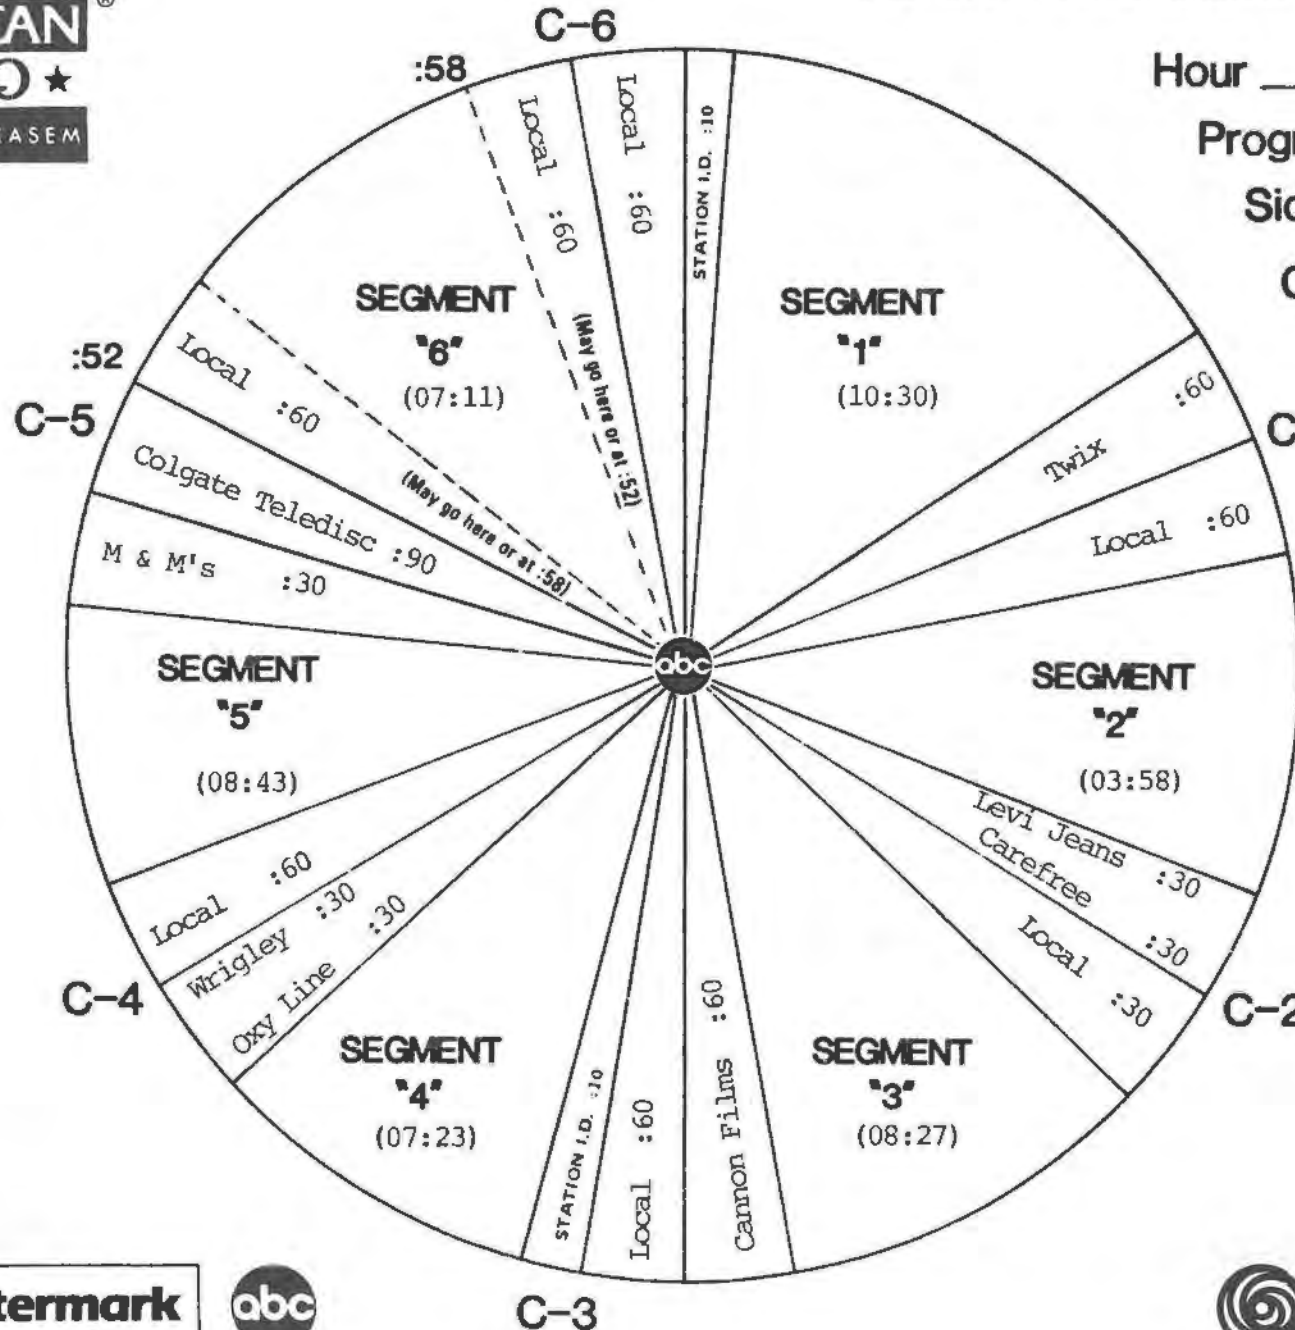 C-6
:58
Hour
Local :60
Local :60
STATION I.D. :10
SEGMENT
"6"
(07:11)
(May go here or at :52)
SEGMENT
"1"
(10:30)
:52
C-5
Local :60
(May go here or at :58)
Colgate Teledisc :90
M & M's :30
Twix :60
Local :60
abc
SEGMENT
"5"
(08:43)
SEGMENT
"2"
(03:58)
Levi Jeans :30
Carefree :30
Local :30
C-2
Local :60
Wrigley :30
Oxy Line :30
C-4
SEGMENT
"4"
(07:23)
STATION I.D. :10
Local :60
Cannon Films :60
SEGMENT
"3"
(08:27)
C-3
abc